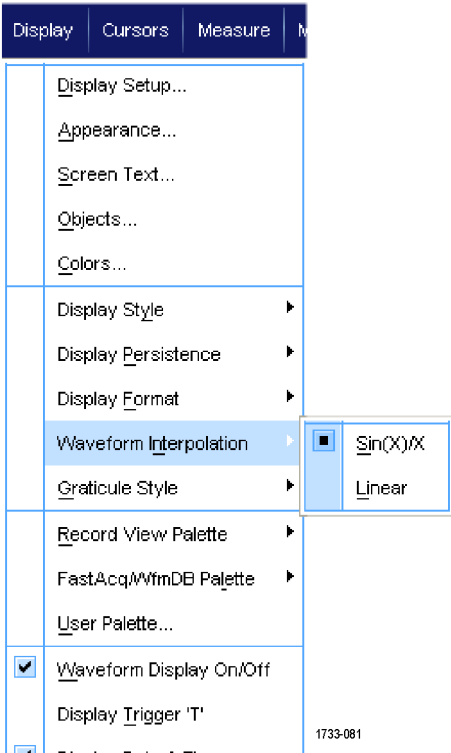 Display Cursors Measure
Display Setup...
Appearance...
Screen Text...
Objects...
Colors...
Display Style
Display Persistence
Display Format
Waveform Interpolation
Sin(X)/X
Graticule Style
Linear
Record View Palette
FastAcq/WfmDB Palette
User Palette...
Waveform Display On/Off
Display Trigger 'T'
1733-081